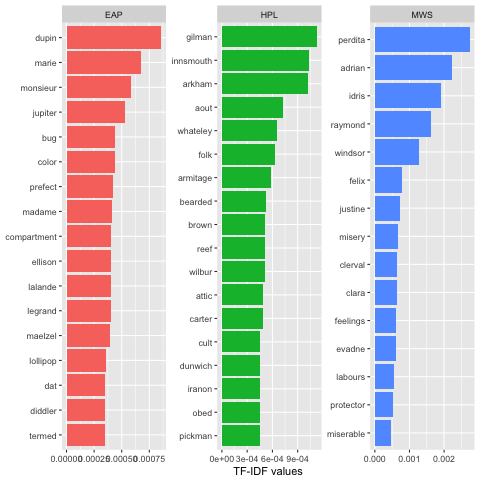 EAP
dupin
marie
monsieur
jupiter
bug
color
prefect
madame
compartment
ellison
lalande
legrand
maelzel
lollipop
dat
diddler
termed
0.00000 0.00025 0.00050 0.00075
HPL
gilman
innsmouth
arkham
aout
whateley
folk
armitage
bearded
brown
reef
wilbur
attic
carter
cult
dunwich
iranon
obed
pickman
0e+00 3e-04 6e-04 9e-04
MWS
perdita
adrian
idris
raymond
windsor
felix
justine
misery
clerval
clara
feelings
evadne
labours
protector
miserable
0.000 0.001 0.002
TF-IDF values